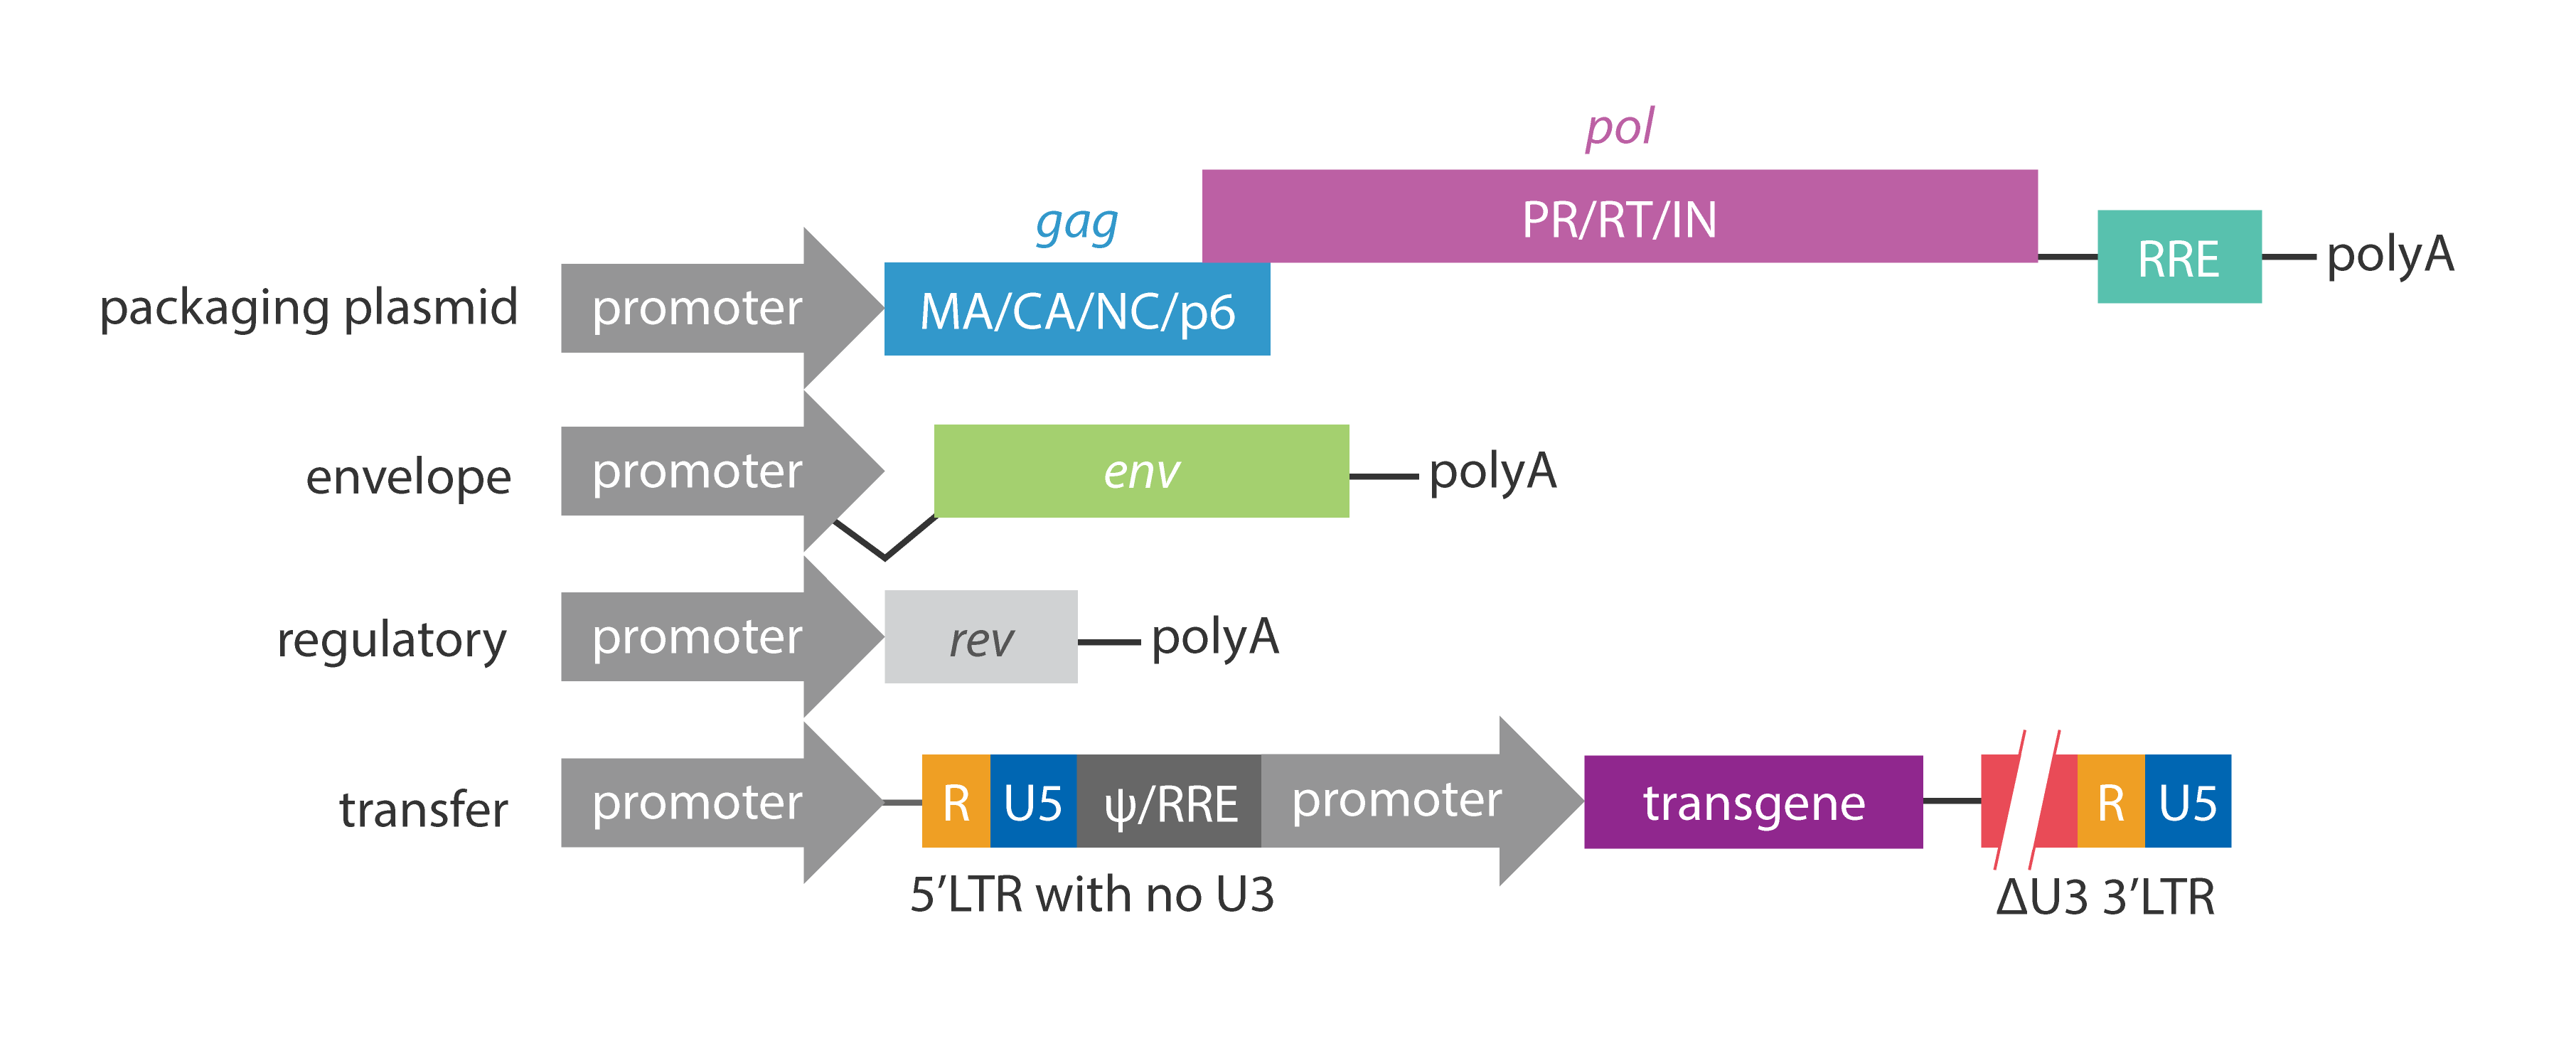 pol
gag
PR/RT/IN
packaging plasmid promoter MA/CA/NC/p6 RRE polyA
envelope promoter env polyA
regulatory promoter rev polyA
transfer promoter R U5 ψ/RRE promoter transgene R U5
5’LTR with no U3 ΔU3 3’LTR